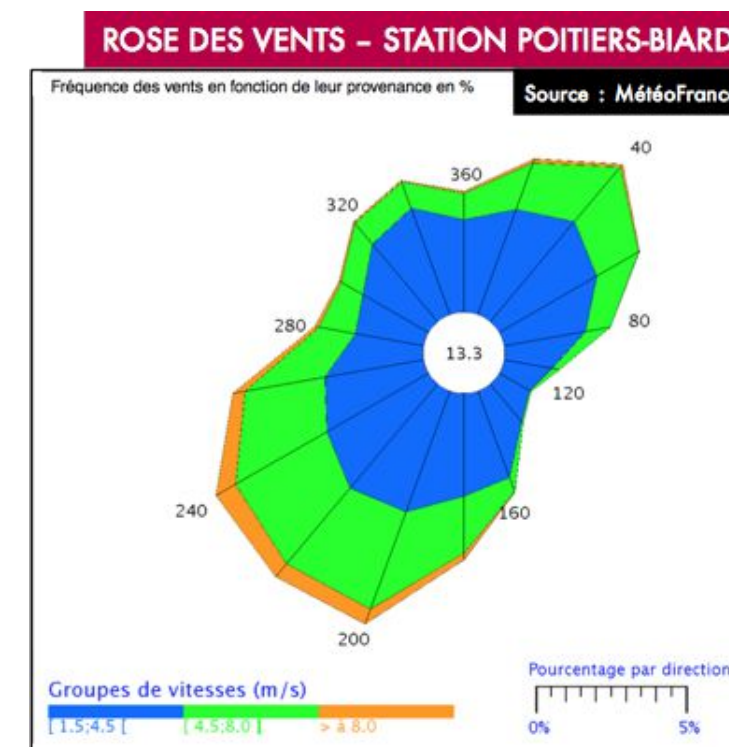 ROSE DES VENTS – STATION POITIERS-BIARD
Fréquence des vents en fonction de leur provenance en %
Source : MétéoFrance
40
360
320
280
80
13.3
120
240
160
200
Groupes de vitesses (m/s)
[ 1.5;4.5 [
[ 4.5;8.0 ]
> à 8.0
Pourcentage par direction
0%
5%